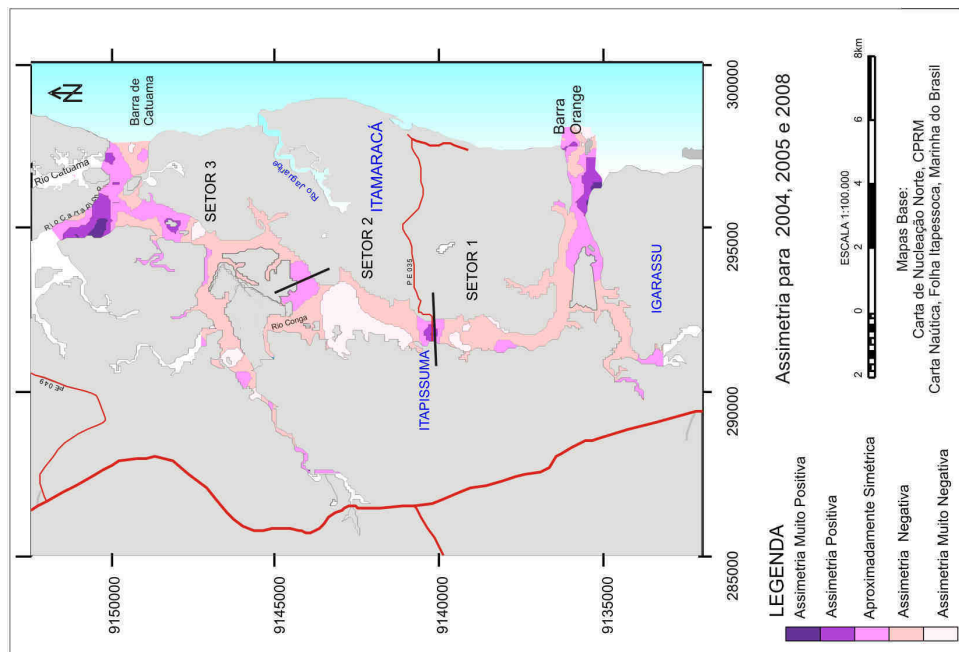 N
Barra de
Catuama
Rio Catuama
Rio Canamoso
SETOR 3
Rio Jaguaribe
ITAMARACÁ
SETOR 2
PE 035
SETOR 1
Rio Conga
ITAPISSUMA
Barra
Orange
IGARASSU
PE 049
300000
295000
290000
285000
9150000
9145000
9140000
9135000
Assimetria para 2004, 2005 e 2008
2 0 2 4 6 8km
ESCALA 1:100.000
Mapas Base:
Carta de Nucleação Norte, CPRM
Carta Naútica, Folha Itapessoca, Marinha do Brasil
LEGENDA
Assimetria Muito Positiva
Assimetria Positiva
Aproximadamente Simétrica
Assimetria Negativa
Assimetria Muito Negativa